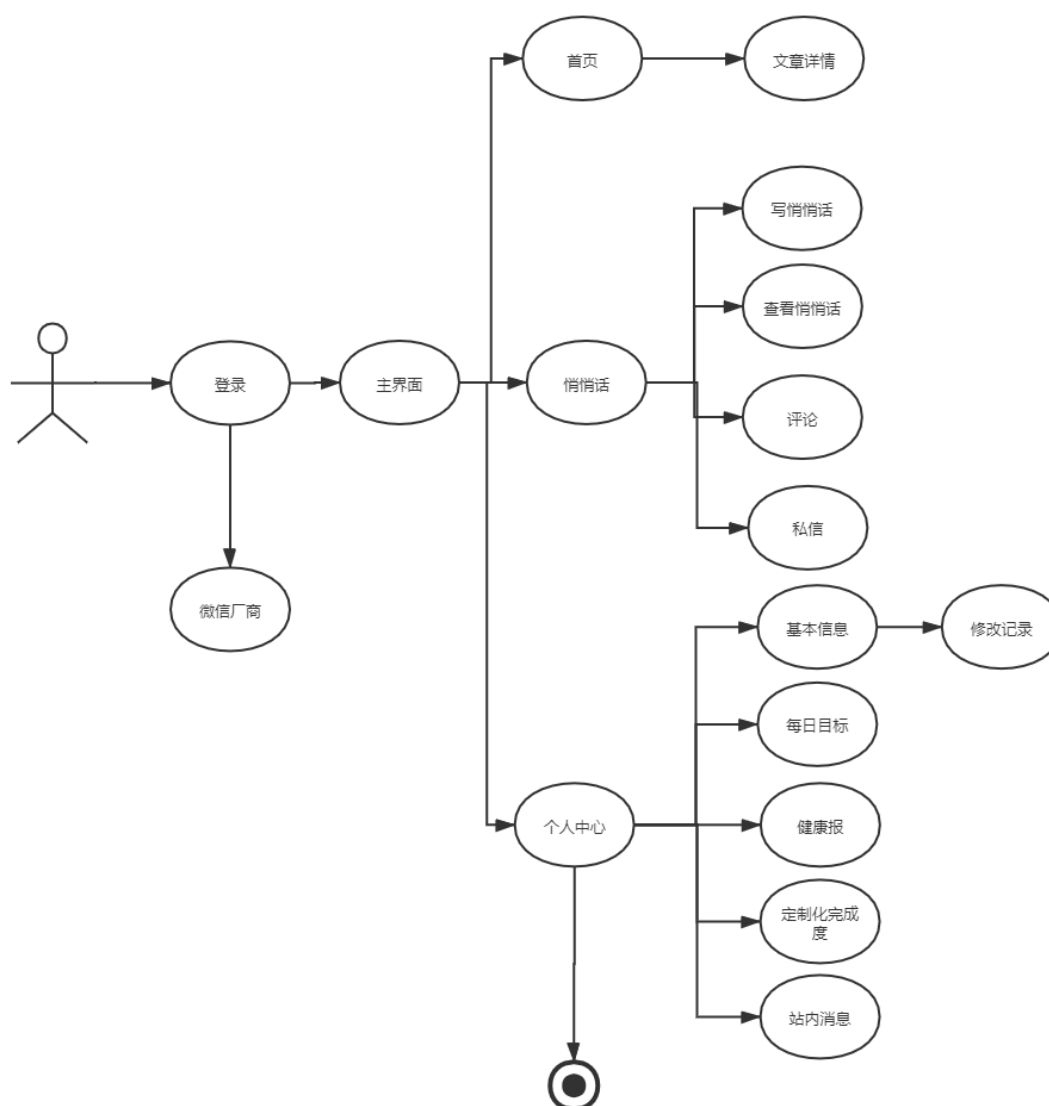 首页
文章详情
写悄悄话
查看悄悄话
登录
主界面
悄悄话
评论
私信
微信厂商
基本信息
修改记录
每日目标
个人中心
健康报
定制化完成
度
站内消息